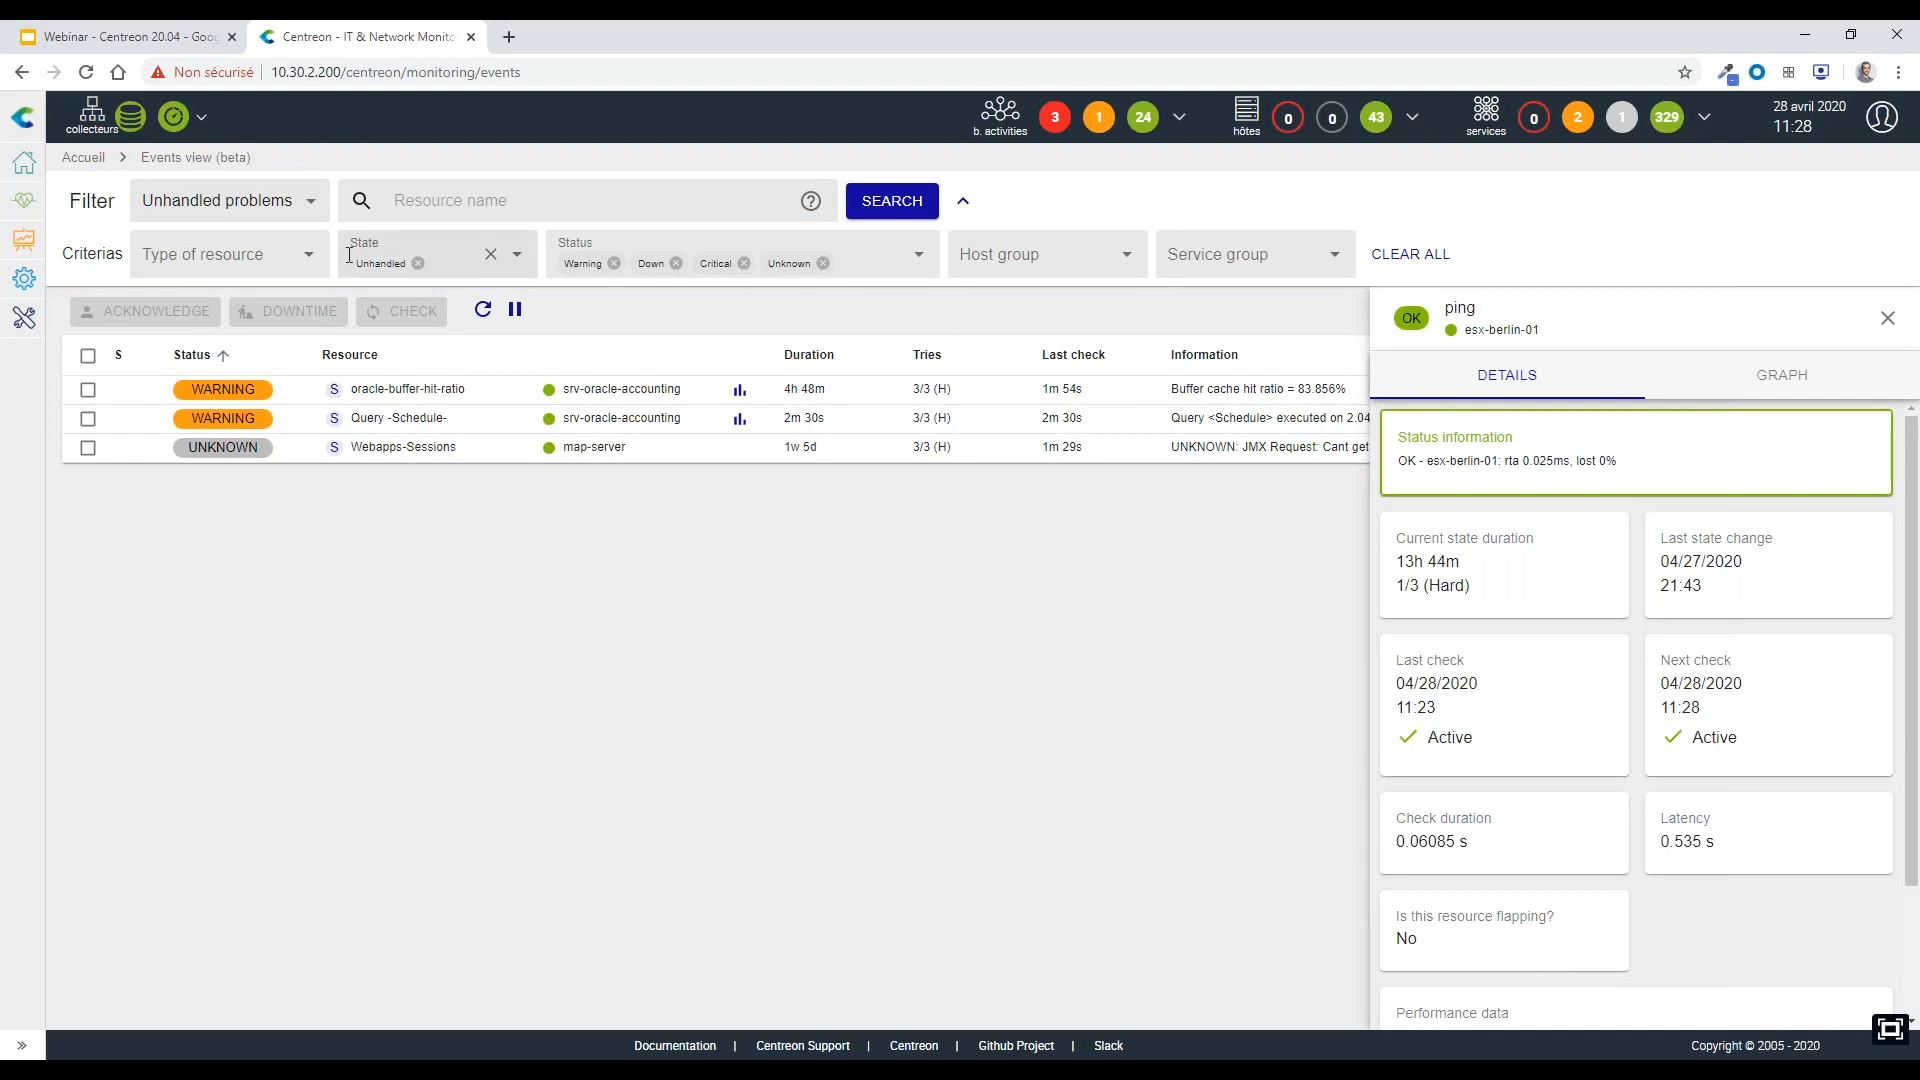 Webinar - Centreon 20.04 - Goog
Centreon - IT & Network Monito
Non sécurisé
10.30.2.200/centreon/monitoring/events
collecteurs
b. activities
3
1
24
hôtes
0
0
43
services
0
2
1
329
28 avril 2020
11:28
Accueil
Events view (beta)
Filter
Unhandled problems
Resource name
SEARCH
Criterias
Type of resource
State
Unhandled
Status
Warning
Down
Critical
Unknown
Host group
Service group
CLEAR ALL
ACKNOWLEDGE
DOWNTIME
CHECK
S
Status
Resource
Duration
Tries
Last check
Information
WARNING S oracle-buffer-hit-ratio srv-oracle-accounting 4h 48m 3/3 (H) 1m 54s Buffer cache hit ratio = 83.856%
WARNING S Query -Schedule- srv-oracle-accounting 2m 30s 3/3 (H) 2m 30s Query <Schedule> executed on 2.04
UNKNOWN S Webapps-Sessions map-server 1w 5d 3/3 (H) 1m 29s UNKNOWN: JMX Request: Cant get
OK
ping
esx-berlin-01
DETAILS
GRAPH
Status information
OK - esx-berlin-01: rta 0.025ms, lost 0%
Current state duration
13h 44m
1/3 (Hard)
Last state change
04/27/2020
21:43
Last check
04/28/2020
11:23
Active
Next check
04/28/2020
11:28
Active
Check duration
0.06085 s
Latency
0.535 s
Is this resource flapping?
No
Performance data
Documentation | Centreon Support | Centreon | Github Project | Slack
Copyright © 2005 - 2020